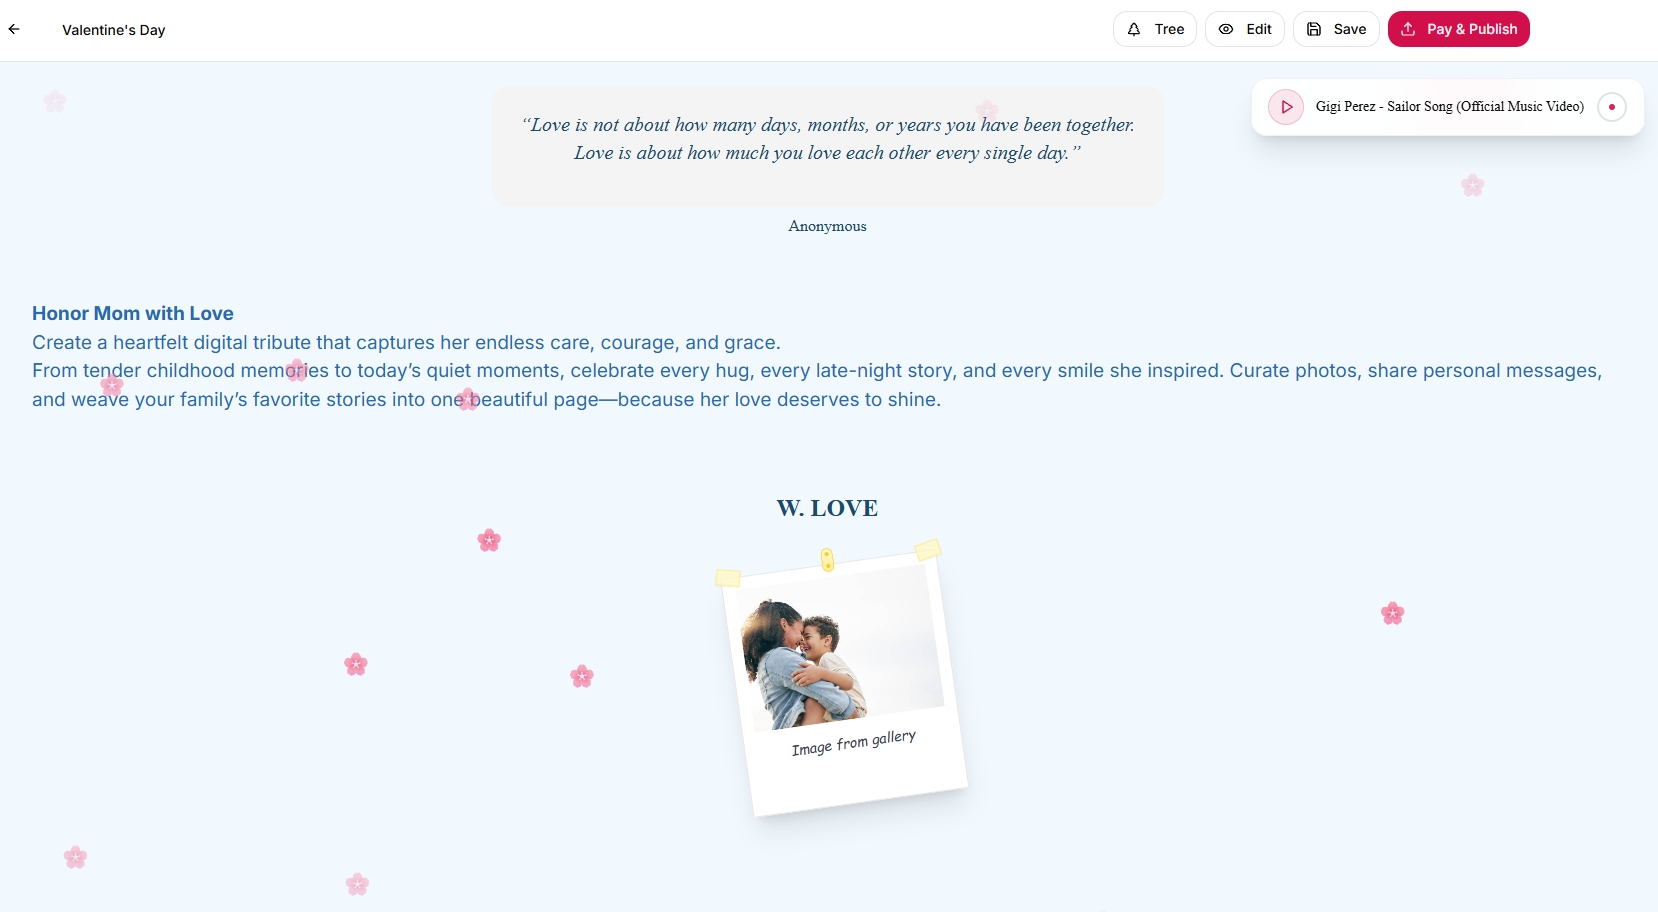 Valentine's Day
Tree
Edit
Save
Pay & Publish
Gigi Perez - Sailor Song (Official Music Video)
“Love is not about how many days, months, or years you have been together.
Love is about how much you love each other every single day.”
Anonymous
Honor Mom with Love
Create a heartfelt digital tribute that captures her endless care, courage, and grace.
From tender childhood memories to today’s quiet moments, celebrate every hug, every late-night story, and every smile she inspired. Curate photos, share personal messages,
and weave your family’s favorite stories into one beautiful page—because her love deserves to shine.
W. LOVE
Image from gallery